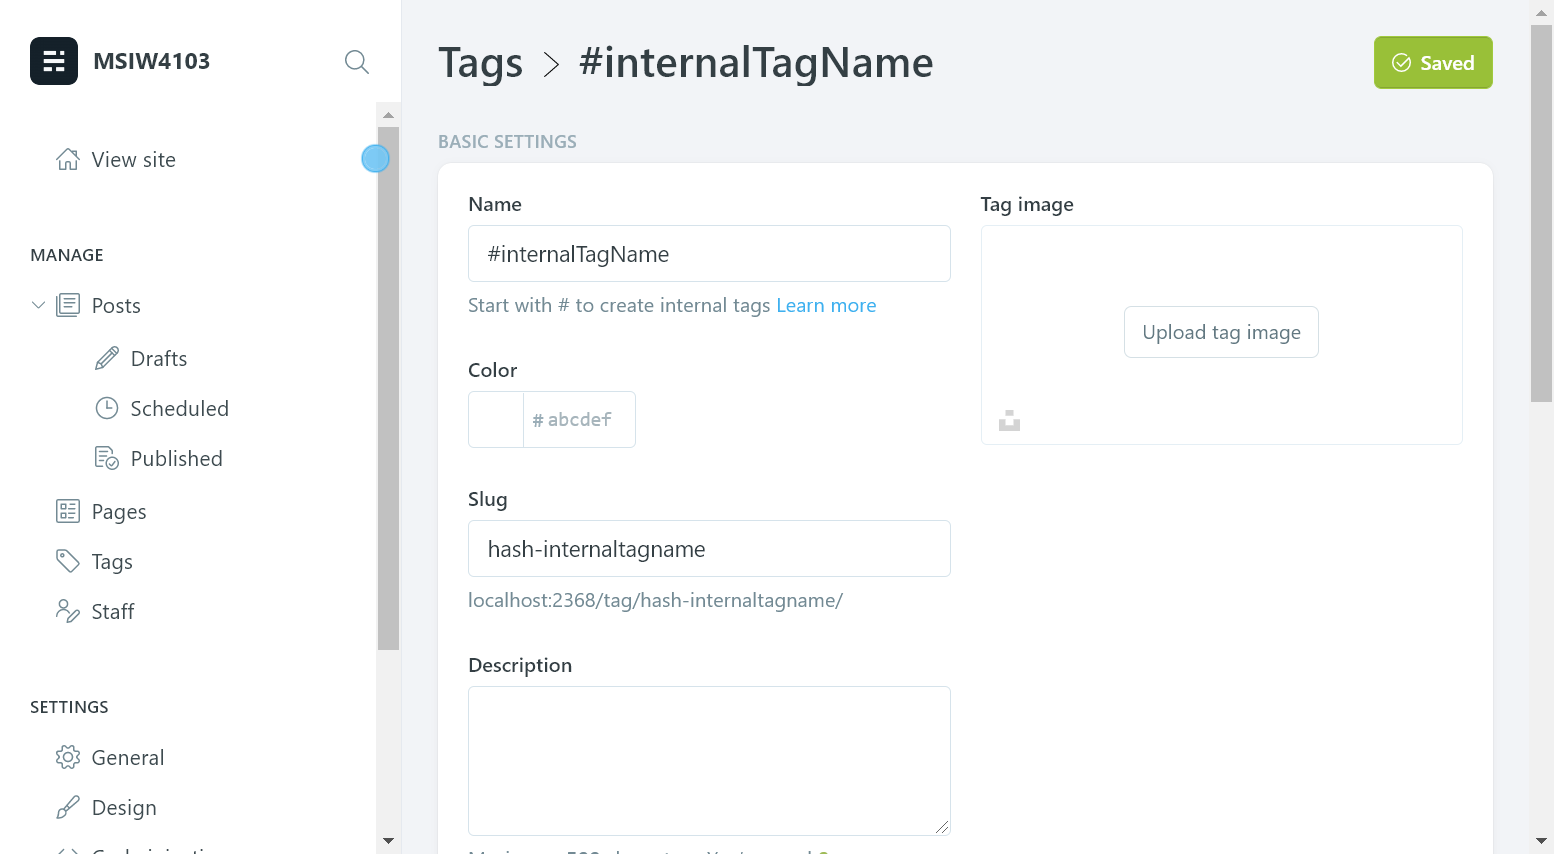 MSIW4103
View site
MANAGE
Posts
Drafts
Scheduled
Published
Pages
Tags
Staff
SETTINGS
General
Design
Tags > #internalTagName
Saved
BASIC SETTINGS
Name
#internalTagName
Start with # to create internal tags Learn more
Color
# abcdef
Slug
hash-internaltagname
localhost:2368/tag/hash-internaltagname/
Description
Tag image
Upload tag image